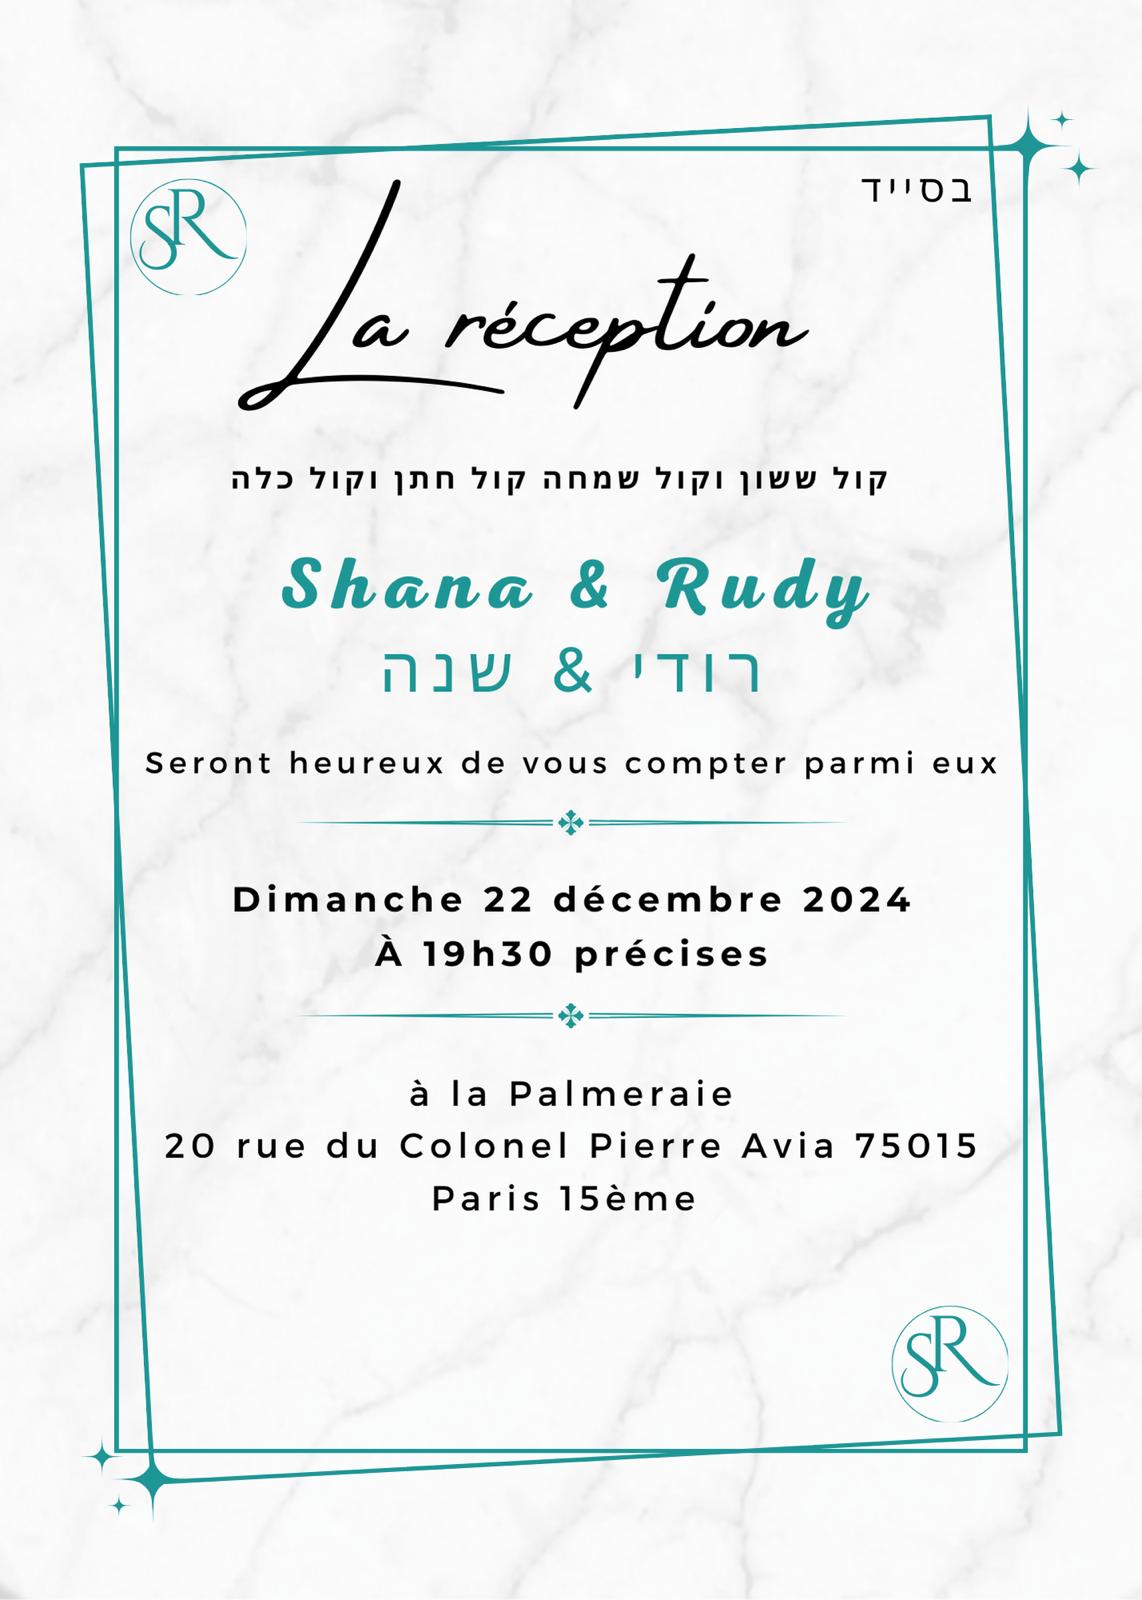 SR
בסייד
La réception
קול ששון וקול שמחה קול חתן וקול כלה
Shana & Rudy
רודי & שנה
Seront heureux de vous compter parmi eux
Dimanche 22 décembre 2024
À 19h30 précises
à la Palmeraie
20 rue du Colonel Pierre Avia 75015
Paris 15ème
SR